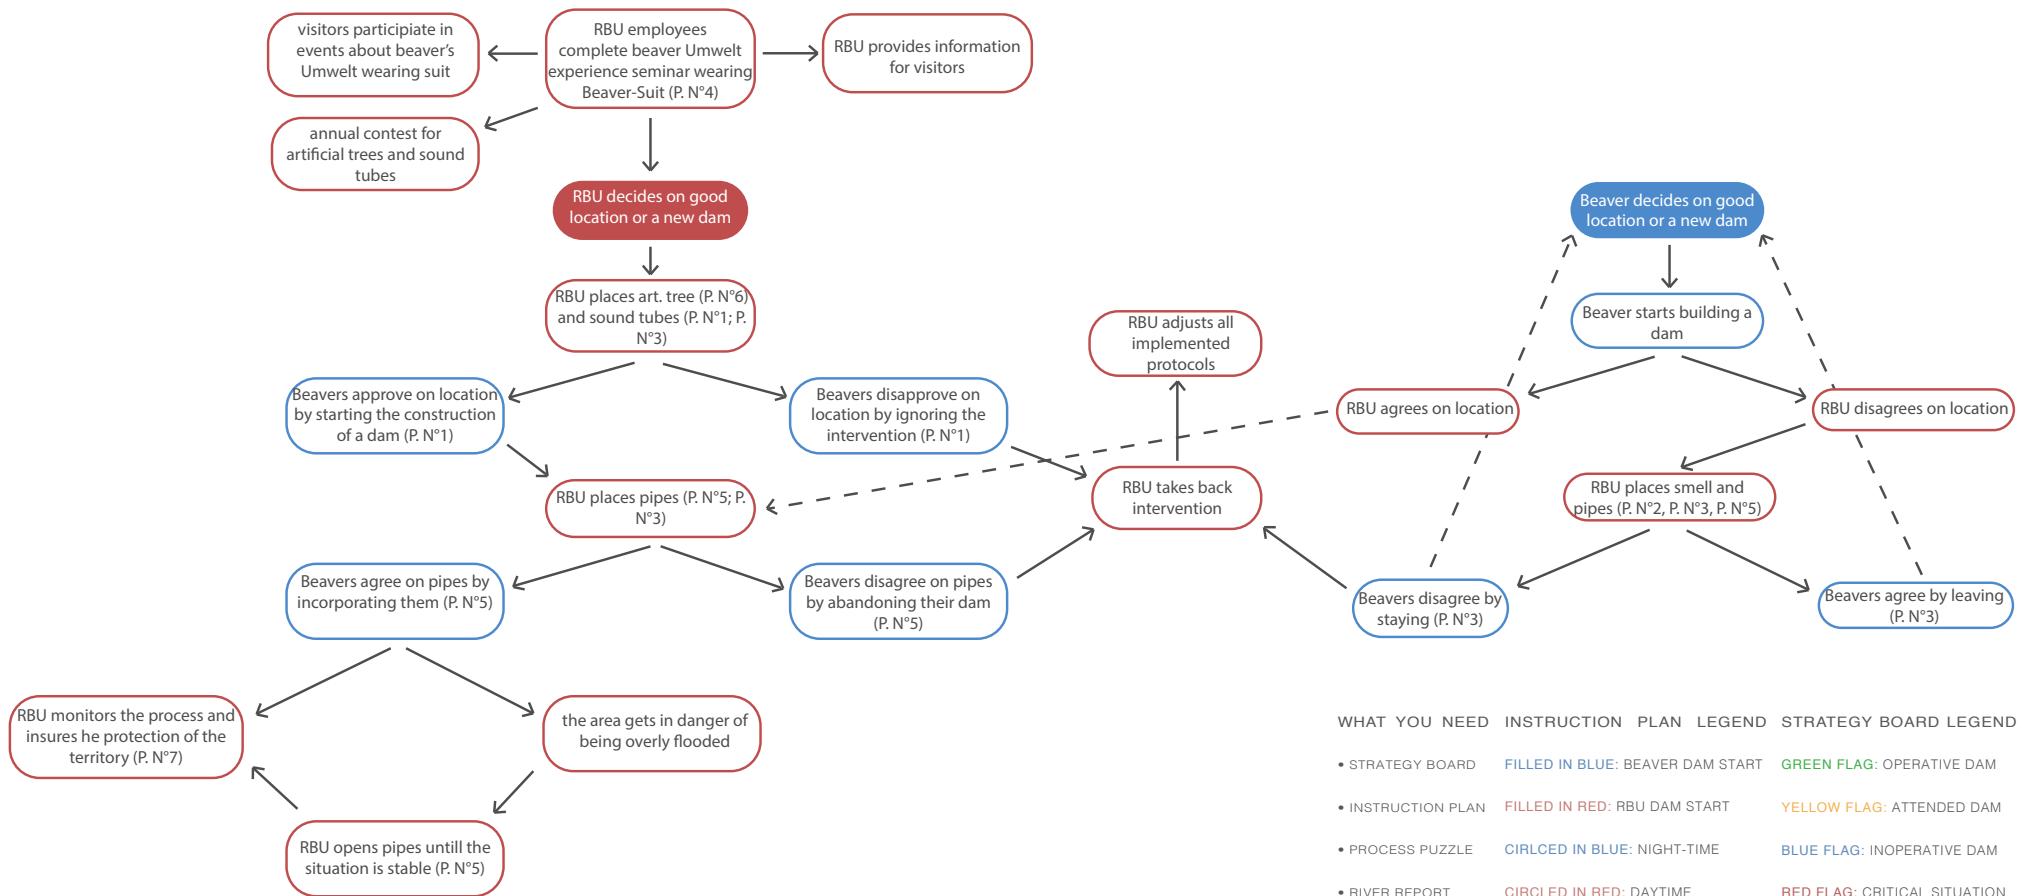 visitors participiate in
events about beaver's
Umwelt wearing suit
RBU employees
complete beaver Umwelt
experience seminar wearing
Beaver-Suit (P. N°4)
RBU provides information
for visitors
annual contest for
artificial trees and sound
tubes
RBU decides on good
location or a new dam
Beaver decides on good
location or a new dam
RBU places art. tree (P. N°6)
and sound tubes (P. N°1; P.
N°3)
RBU adjusts all
implemented
protocols
Beaver starts building a
dam
Beavers approve on location
by starting the construction
of a dam (P. N°1)
Beavers disapprove on
location by ignoring the
intervention (P. N°1)
RBU agrees on location
RBU disagrees on location
RBU places pipes (P. N°5; P.
N°3)
RBU takes back
intervention
RBU places smell and
pipes (P. N°2, P. N°3, P. N°5)
Beavers agree on pipes by
incorporating them (P. N°5)
Beavers disagree on pipes
by abandoning their dam
(P. N°5)
Beavers disagree by
staying (P. N°3)
Beavers agree by leaving
(P. N°3)
RBU monitors the process and
insures he protection of the
territory (P. N°7)
the area gets in danger of
being overly flooded
RBU opens pipes untill the
situation is stable (P. N°5)
WHAT YOU NEED
• STRATEGY BOARD
• INSTRUCTION PLAN
• PROCESS PUZZLE
• RIVER REPORT
INSTRUCTION PLAN LEGEND
FILLED IN BLUE: BEAVER DAM START
FILLED IN RED: RBU DAM START
CIRLCED IN BLUE: NIGHT-TIME
CIRCLED IN RED: DAYTIME
STRATEGY BOARD LEGEND
GREEN FLAG: OPERATIVE DAM
YELLOW FLAG: ATTENDED DAM
BLUE FLAG: INOPERATIVE DAM
RED FLAG: CRITICAL SITUATION